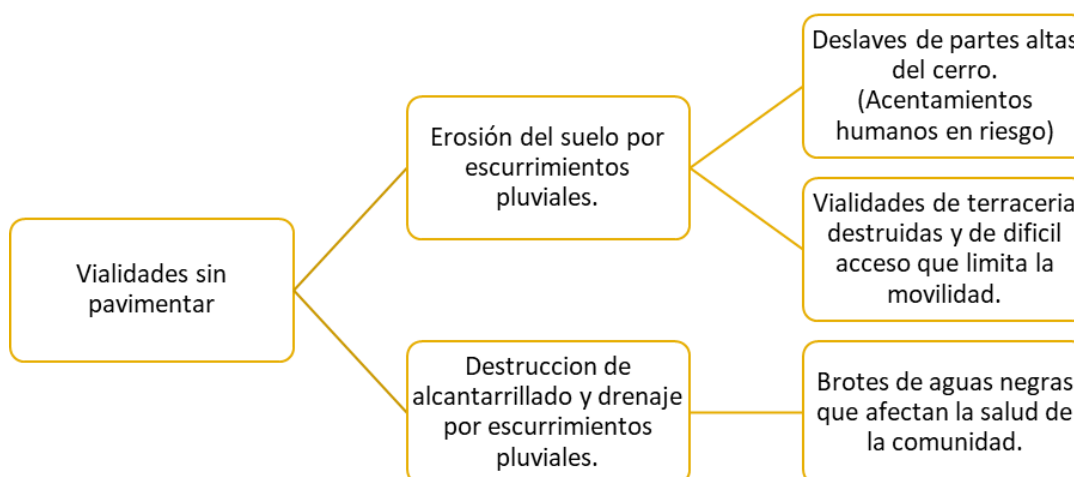 Vialidades sin
pavimentar
Erosión del suelo por
escurrimientos
pluviales.
Deslaves de partes altas
del cerro.
(Acentamientos
humanos en riesgo)
Vialidades de terraceria
destruidas y de dificil
acceso que limita la
movilidad.
Destruccion de
alcantarrillado y drenaje
por escurrimientos
pluviales.
Brotes de aguas negras
que afectan la salud de
la comunidad.